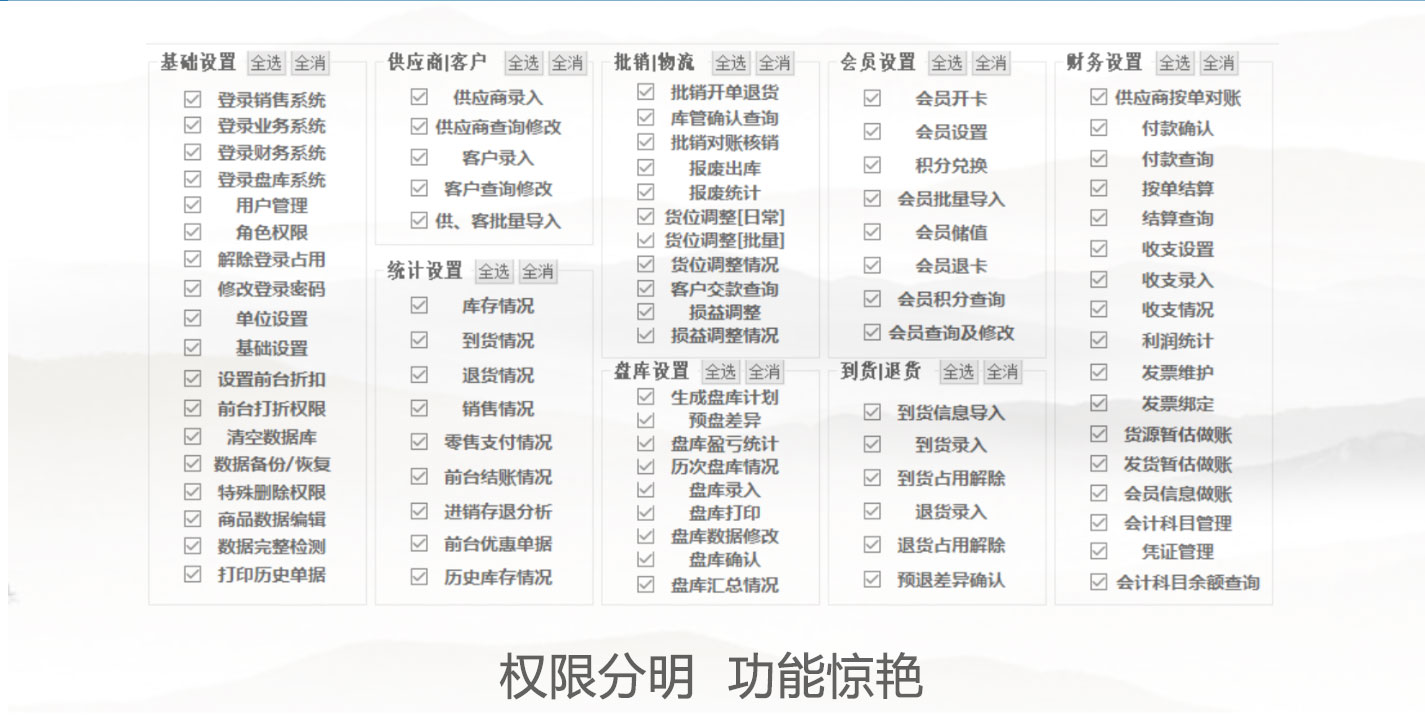 基础设置 全选 全消
登录销售系统
登录业务系统
登录财务系统
登录盘库系统
用户管理
角色权限
解除登录占用
修改登录密码
单位设置
基础设置
设置前台折扣
前台打折权限
清空数据库
数据备份/恢复
特殊删除权限
商品数据编辑
数据完整检测
打印历史单据
供应商|客户 全选 全消
供应商录入
供应商查询修改
客户录入
客户查询修改
供、客批量导入
统计设置 全选 全消
库存情况
到货情况
退货情况
销售情况
零售支付情况
前台结账情况
进销存退分析
前台优惠单据
历史库存情况
批销|物流 全选 全消
批销开单退货
库管确认查询
批销对账核销
报废出库
报废统计
货位调整[日常]
货位调整[批量]
货位调整情况
客户交款查询
损益调整
损益调整情况
盘库设置 全选 全消
生成盘库计划
预盘差异
盘库盈亏统计
历次盘库情况
盘库录入
盘库打印
盘库数据修改
盘库确认
盘库汇总情况
会员设置 全选 全消
会员开卡
会员设置
积分兑换
会员批量导入
会员储值
会员退卡
会员积分查询
会员查询及修改
到货|退货 全选 全消
到货信息导入
到货录入
到货占用解除
退货录入
退货占用解除
预退差异确认
财务设置 全选 全消
供应商按单对账
付款确认
付款查询
按单结算
结算查询
收支设置
收支录入
收支情况
利润统计
发票维护
发票绑定
货源暂估做账
发货暂估做账
会员信息做账
会计科目管理
凭证管理
会计科目余额查询
权限分明 功能惊艳